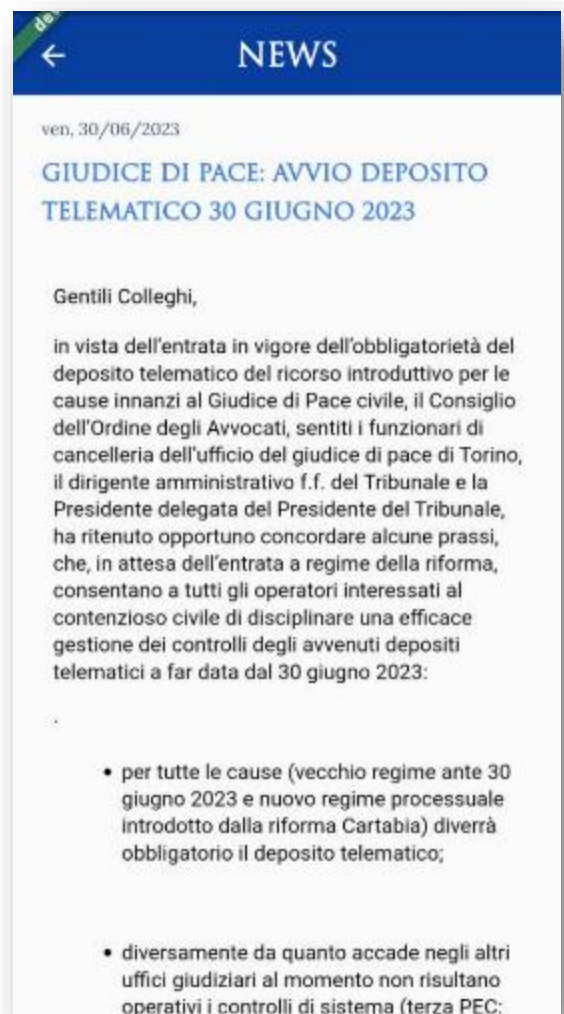 NEWS
ven, 30/06/2023
GIUDICE DI PACE: AVVIO DEPOSITO
TELEMATICO 30 GIUGNO 2023
Gentili Colleghi,
in vista dell'entrata in vigore dell'obbligatorietà del
deposito telematico del ricorso introduttivo per le
cause innanzi al Giudice di Pace civile, il Consiglio
dell'Ordine degli Avvocati, sentiti i funzionari di
cancelleria dell'ufficio del giudice di pace di Torino,
il dirigente amministrativo f.f. del Tribunale e la
Presidente delegata del Presidente del Tribunale,
ha ritenuto opportuno concordare alcune prassi,
che, in attesa dell'entrata a regime della riforma,
consentano a tutti gli operatori interessati al
contenzioso civile di disciplinare una efficace
gestione dei controlli degli avvenuti depositi
telematici a far data dal 30 giugno 2023:
.
• per tutte le cause (vecchio regime ante 30
giugno 2023 e nuovo regime processuale
introdotto dalla riforma Cartabia) diverrà
obbligatorio il deposito telematico;
• diversamente da quanto accade negli altri
uffici giudiziari al momento non risultano
operativi i controlli di sistema (terza PEC: